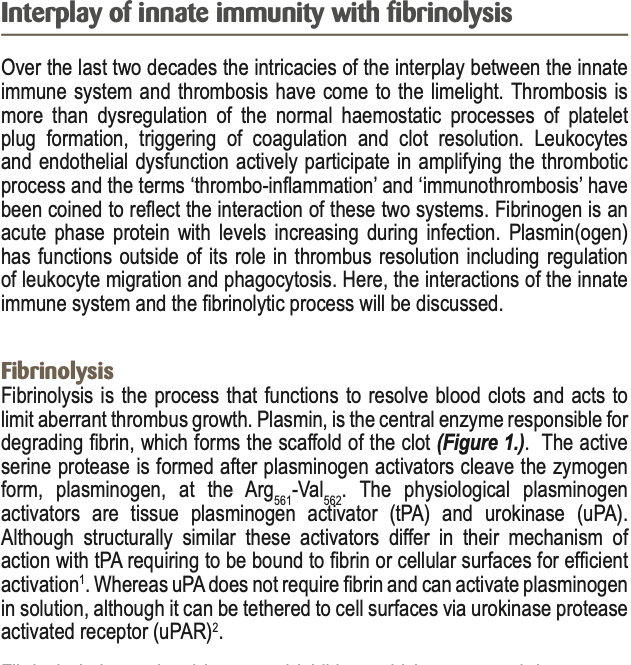 Interplay of innate immunity with fibrinolysis
Over the last two decades the intricacies of the interplay between the innate
immune system and thrombosis have come to the limelight. Thrombosis is
more than dysregulation of the normal haemostatic processes of platelet
plug formation, triggering of coagulation and clot resolution. Leukocytes
and endothelial dysfunction actively participate in amplifying the thrombotic
process and the terms ‘thrombo-inflammation’ and ‘immunothrombosis’ have
been coined to reflect the interaction of these two systems. Fibrinogen is an
acute phase protein with levels increasing during infection. Plasmin(ogen)
has functions outside of its role in thrombus resolution including regulation
of leukocyte migration and phagocytosis. Here, the interactions of the innate
immune system and the fibrinolytic process will be discussed.
Fibrinolysis
Fibrinolysis is the process that functions to resolve blood clots and acts to
limit aberrant thrombus growth. Plasmin, is the central enzyme responsible for
degrading fibrin, which forms the scaffold of the clot (Figure 1.). The active
serine protease is formed after plasminogen activators cleave the zymogen
form, plasminogen, at the Arg561-Val562. The physiological plasminogen
activators are tissue plasminogen activator (tPA) and urokinase (uPA).
Although structurally similar these activators differ in their mechanism of
action with tPA requiring to be bound to fibrin or cellular surfaces for efficient
activation¹. Whereas uPA does not require fibrin and can activate plasminogen
in solution, although it can be tethered to cell surfaces via urokinase protease
activated receptor (uPAR)².